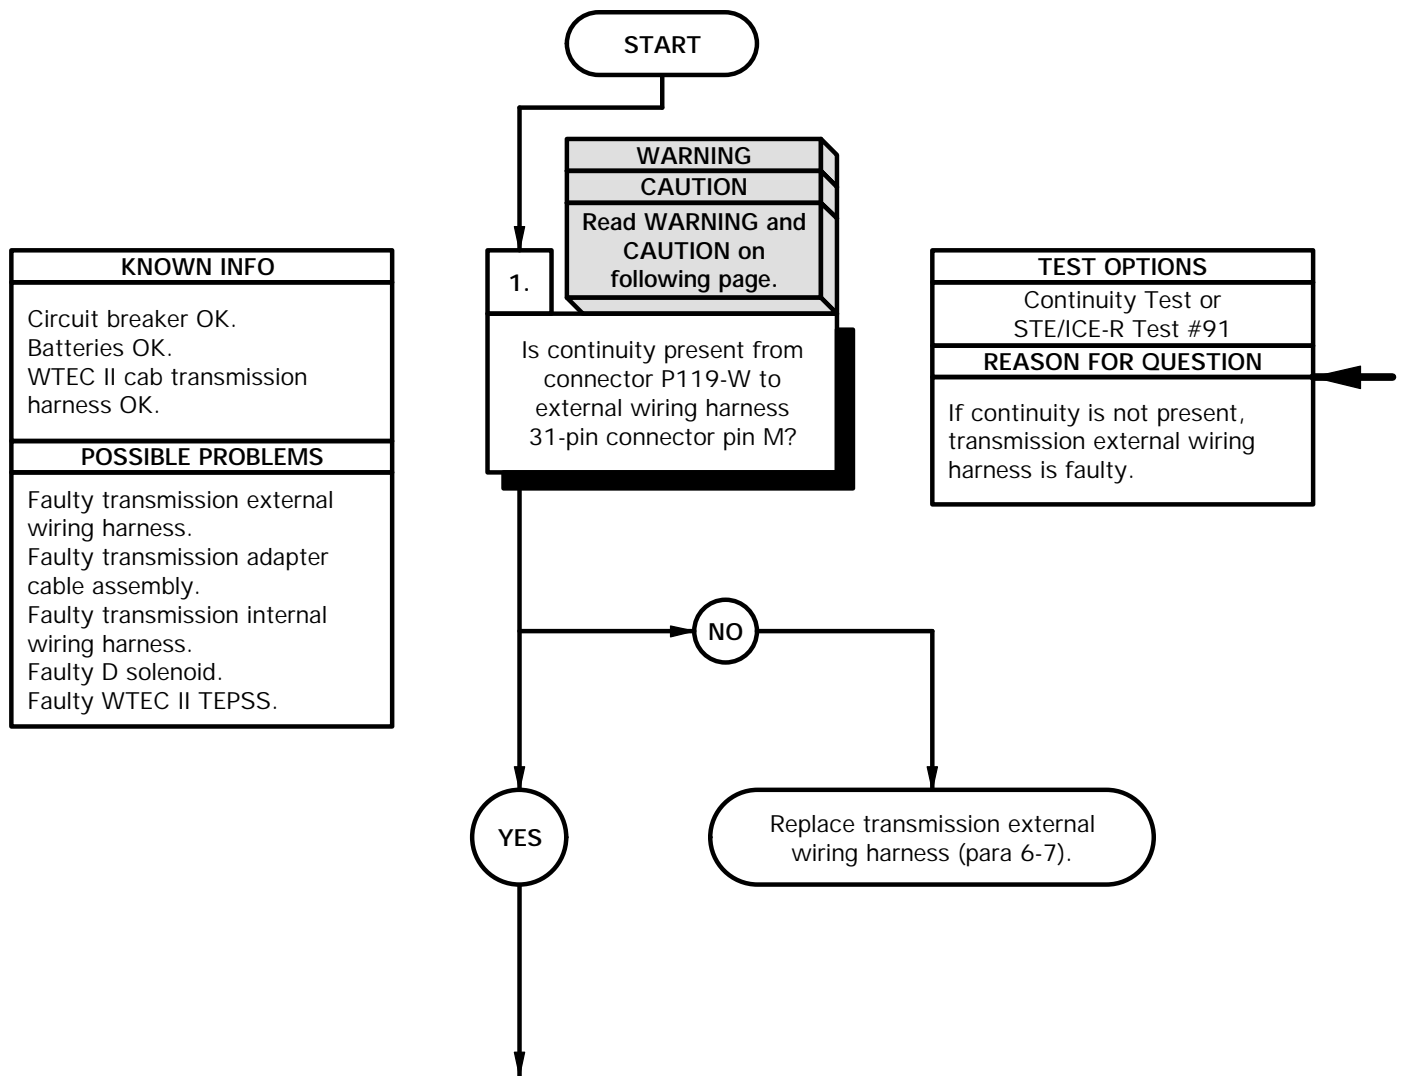 START
WARNING
CAUTION
Read WARNING and
CAUTION on
following page.
KNOWN INFO
Circuit breaker OK.
Batteries OK.
WTEC II cab transmission
harness OK.
POSSIBLE PROBLEMS
Faulty transmission external
wiring harness.
Faulty transmission adapter
cable assembly.
Faulty transmission internal
wiring harness.
Faulty D solenoid.
Faulty WTEC II TEPSS.
1.
Is continuity present from
connector P119-W to
external wiring harness
31-pin connector pin M?
TEST OPTIONS
Continuity Test or
STE/ICE-R Test #91
REASON FOR QUESTION
If continuity is not present,
transmission external wiring
harness is faulty.
NO
YES
Replace transmission external
wiring harness (para 6-7).